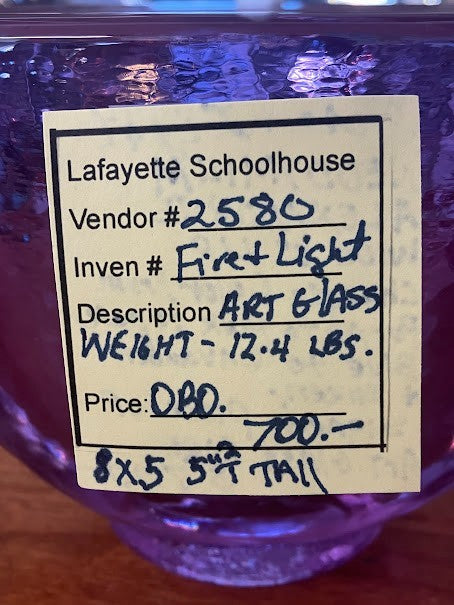 Lafayette Schoolhouse
Vendor #2580
Inven # Fire + Light
Description ART GLASS
WEIGHT - 12.4 LBS.
Price: OBO.
700.-
8X5 TALL